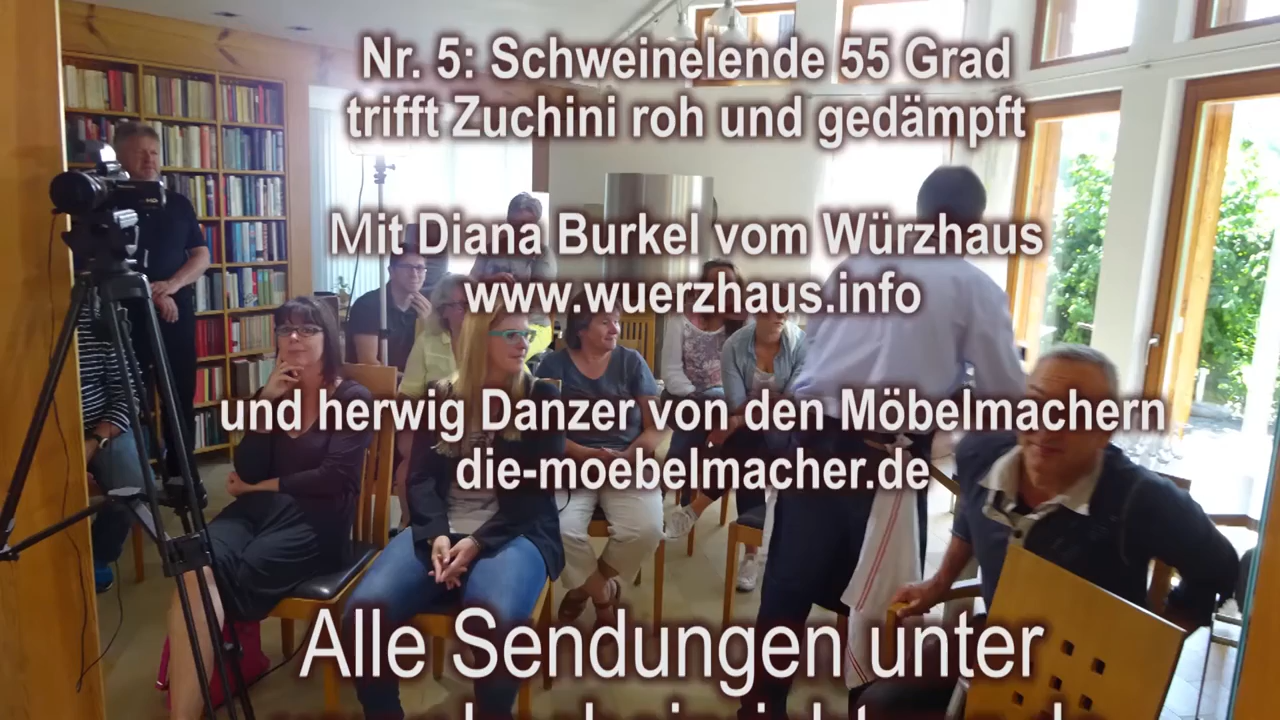 Nr. 5: Schweinelende 55 Grad
trifft Zuchini roh und gedämpft
Mit Diana Burkel vom Würzhaus
www.wuerzhaus.info
und herwig Danzer von den Möbelmachern
die-moebelmacher.de
Alle Sendungen unter